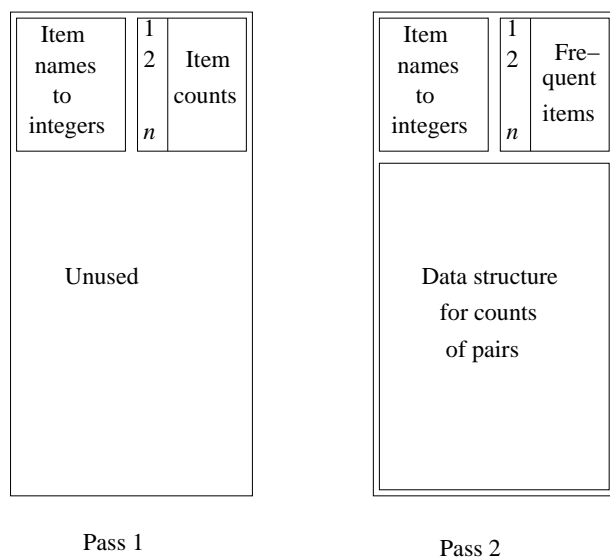 Item
names
to
integers
1
2
n
Item
counts
Unused
Pass 1
Item
names
to
integers
1
2
n
Fre–
quent
items
Data structure
for counts
of pairs
Pass 2